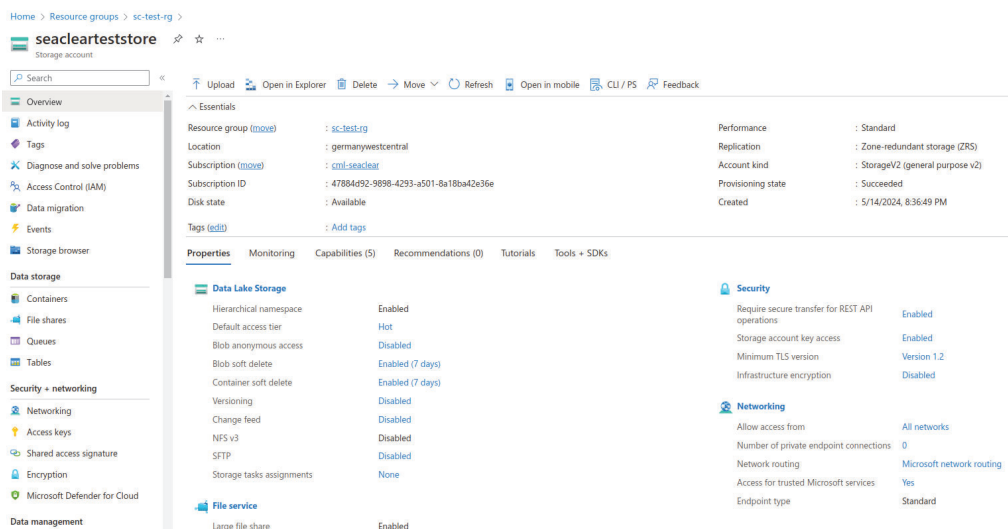 Home > Resource groups > sc-test-rg >
seaclearteststore
Storage account
Search
Overview
Activity log
Tags
Diagnose and solve problems
Access Control (IAM)
Data migration
Events
Storage browser
Data storage
Containers
File shares
Queues
Tables
Security + networking
Networking
Access keys
Shared access signature
Encryption
Microsoft Defender for Cloud
Data management
Upload Open in Explorer Delete Move Refresh Open in mobile CLI / PS Feedback
Essentials
Resource group (move) : sc-test-rg
Location : germanywestcentral
Subscription (move) : cml-seaclear
Subscription ID : 47884d92-9898-4293-a501-8a18ba42e36e
Disk state : Available
Tags (edit) : Add tags
Performance : Standard
Replication : Zone-redundant storage (ZRS)
Account kind : StorageV2 (general purpose v2)
Provisioning state : Succeeded
Created : 5/14/2024, 8:36:49 PM
Properties Monitoring Capabilities (5) Recommendations (0) Tutorials Tools + SDKs
Data Lake Storage
Hierarchical namespace Enabled
Default access tier Hot
Blob anonymous access Disabled
Blob soft delete Enabled (7 days)
Container soft delete Enabled (7 days)
Versioning Disabled
Change feed Disabled
NFS v3 Disabled
SFTP Disabled
Storage tasks assignments None
File service
Large file share Enabled
Security
Require secure transfer for REST API
operations Enabled
Storage account key access Enabled
Minimum TLS version Version 1.2
Infrastructure encryption Disabled
Networking
Allow access from All networks
Number of private endpoint connections 0
Network routing Microsoft network routing
Access for trusted Microsoft services Yes
Endpoint type Standard